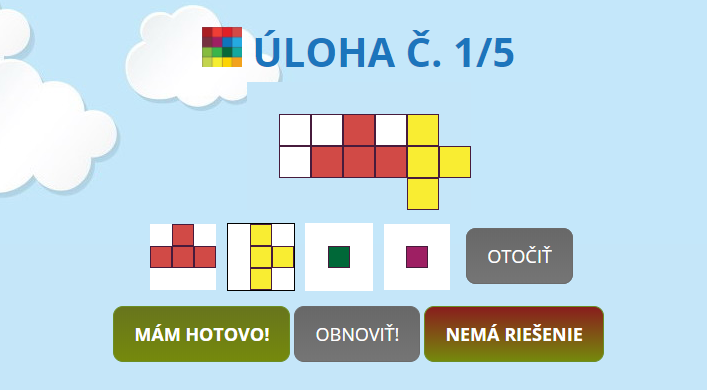 ÚLOHA Č. 1/5
OTOČIŤ
MÁM HOTOVO!
OBNOVIŤ!
NEMÁ RIEŠENIE